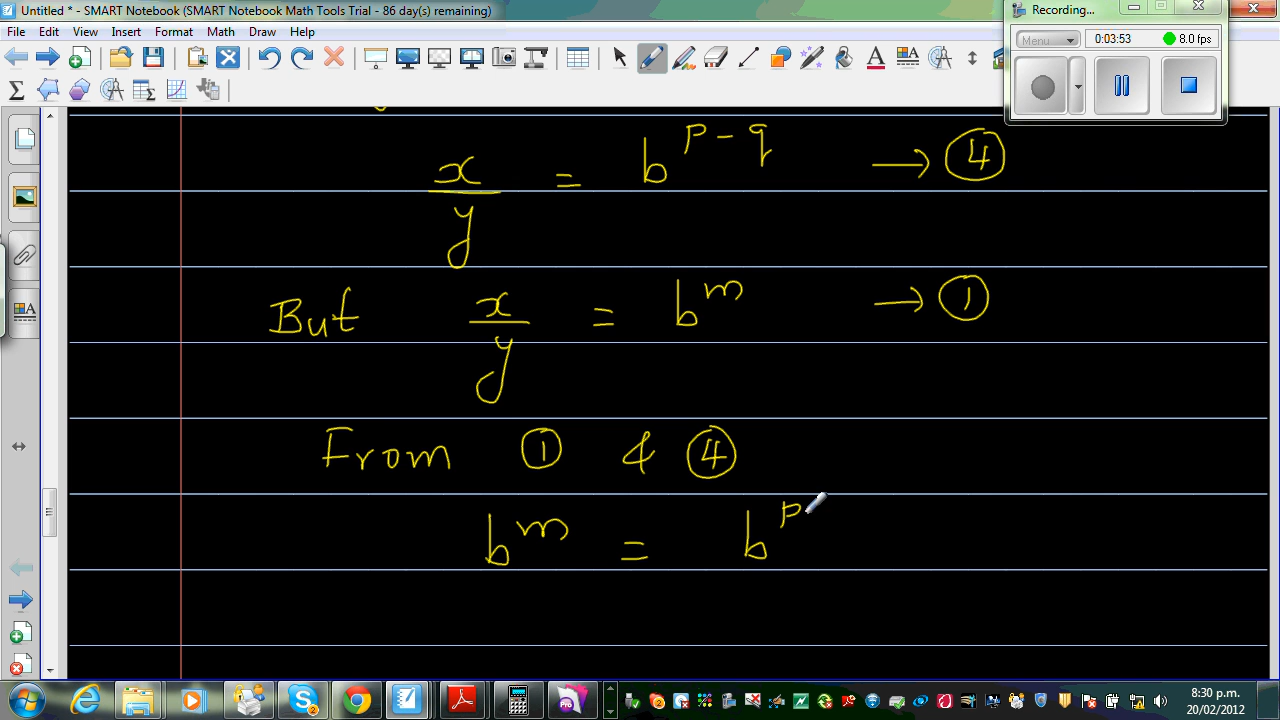 Untitled * - SMART Notebook (SMART Notebook Math Tools Trial - 86 day(s) remaining)
Recording...
File Edit View Insert Format Math Draw Help
Menu 0:03:53 8.0 fps
x/y = b^(p-q) → ④
But x/y = b^m → ①
From ① & ④
b^m = b^p
8:30 p.m.
20/02/2012